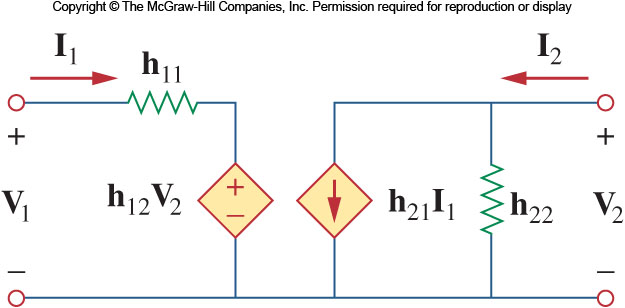 Copyright © The McGraw-Hill Companies, Inc. Permission required for reproduction or display
I₁
h₁₁
I₂
+
+
+
V₁
h₁₂V₂
h₂₁I₁
h₂₂
V₂
–
–
–